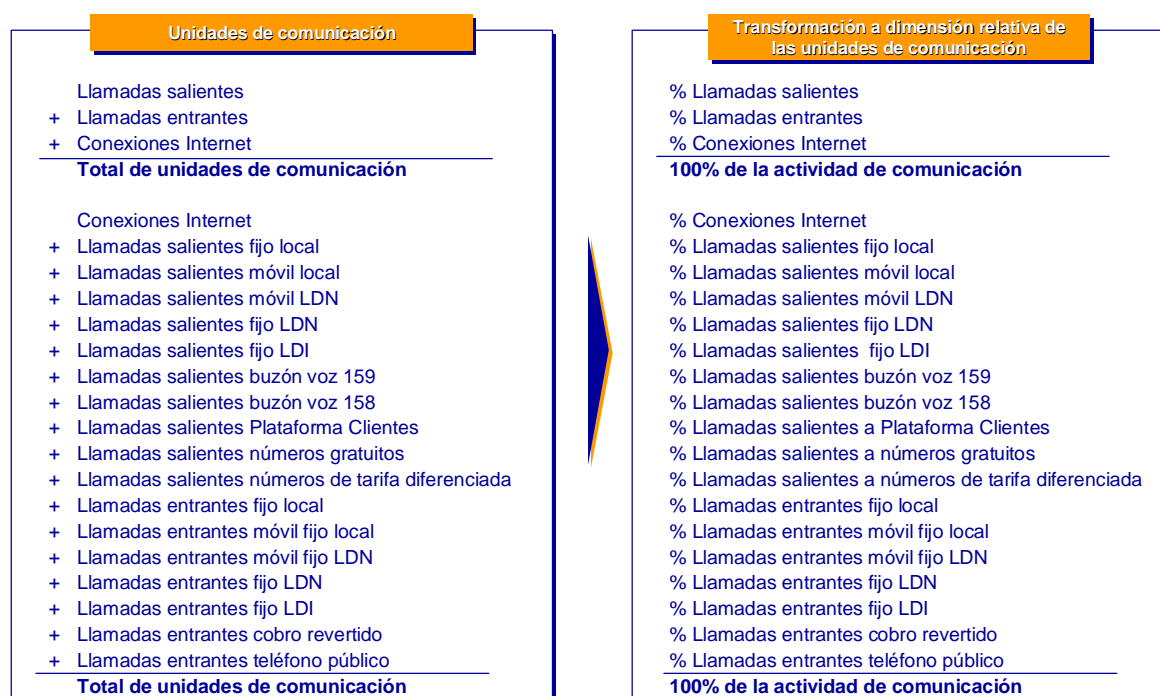 Unidades de comunicación
Llamadas salientes
+ Llamadas entrantes
+ Conexiones Internet
Total de unidades de comunicación
Conexiones Internet
+ Llamadas salientes fijo local
+ Llamadas salientes móvil local
+ Llamadas salientes móvil LDN
+ Llamadas salientes fijo LDN
+ Llamadas salientes fijo LDI
+ Llamadas salientes buzón voz 159
+ Llamadas salientes buzón voz 158
+ Llamadas salientes Plataforma Clientes
+ Llamadas salientes números gratuitos
+ Llamadas salientes números de tarifa diferenciada
+ Llamadas entrantes fijo local
+ Llamadas entrantes móvil fijo local
+ Llamadas entrantes móvil fijo LDN
+ Llamadas entrantes fijo LDN
+ Llamadas entrantes fijo LDI
+ Llamadas entrantes cobro revertido
+ Llamadas entrantes teléfono público
Total de unidades de comunicación
Transformación a dimensión relativa de
las unidades de comunicación
% Llamadas salientes
% Llamadas entrantes
% Conexiones Internet
100% de la actividad de comunicación
% Conexiones Internet
% Llamadas salientes fijo local
% Llamadas salientes móvil local
% Llamadas salientes móvil LDN
% Llamadas salientes fijo LDN
% Llamadas salientes fijo LDI
% Llamadas salientes buzón voz 159
% Llamadas salientes buzón voz 158
% Llamadas salientes a Plataforma Clientes
% Llamadas salientes a números gratuitos
% Llamadas salientes a números de tarifa diferenciada
% Llamadas entrantes fijo local
% Llamadas entrantes móvil fijo local
% Llamadas entrantes móvil fijo LDN
% Llamadas entrantes fijo LDN
% Llamadas entrantes fijo LDI
% Llamadas entrantes cobro revertido
% Llamadas entrantes teléfono público
100% de la actividad de comunicación